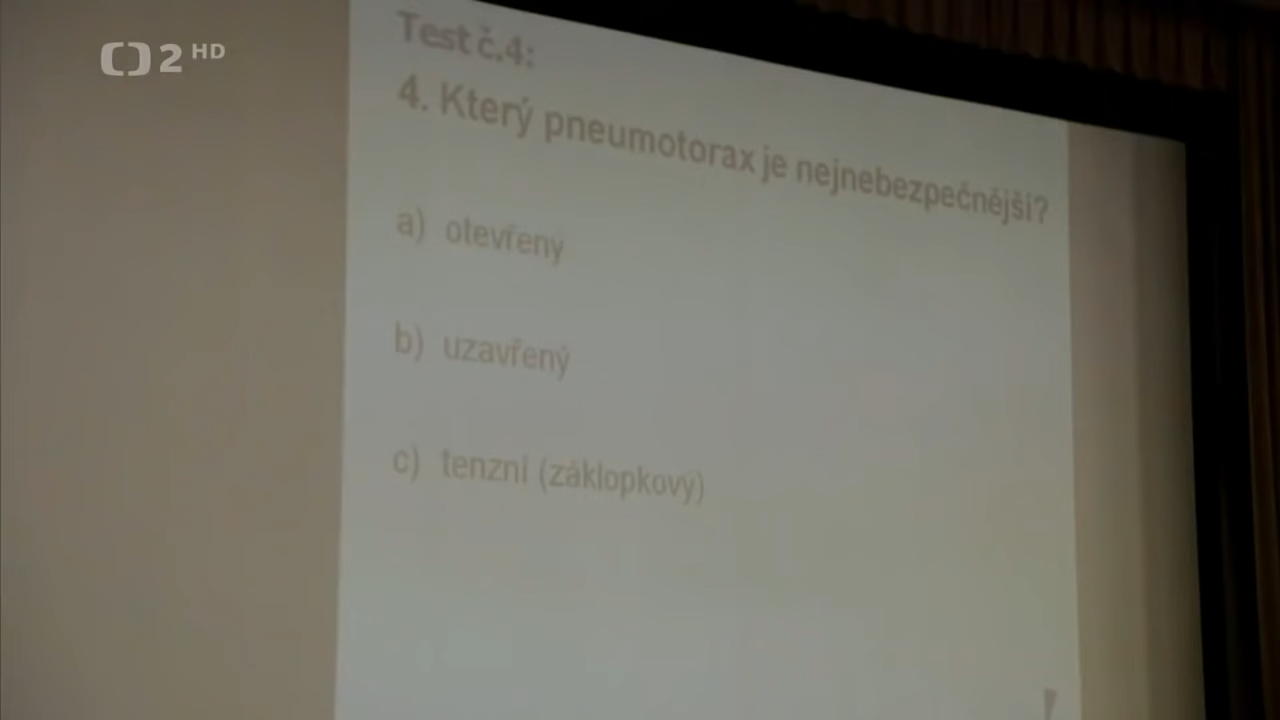 2 HD
Test č.4:
4. Který pneumotorax je nejnebezpečnější?
a) otevřený
b) uzavřený
c) tenzní (záklopkový)